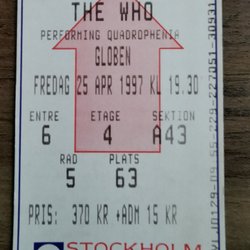 THE WHO
PERFORMING QUADROPHENIA
GLOBEN
FREDAG 25 APR 1997 KL 19.30
ENTRE ETAGE SEKTION
6 4 A43
RAD PLATS
5 63
PRIS: 370 KR +ADM 15 KR
STOCKHOLM